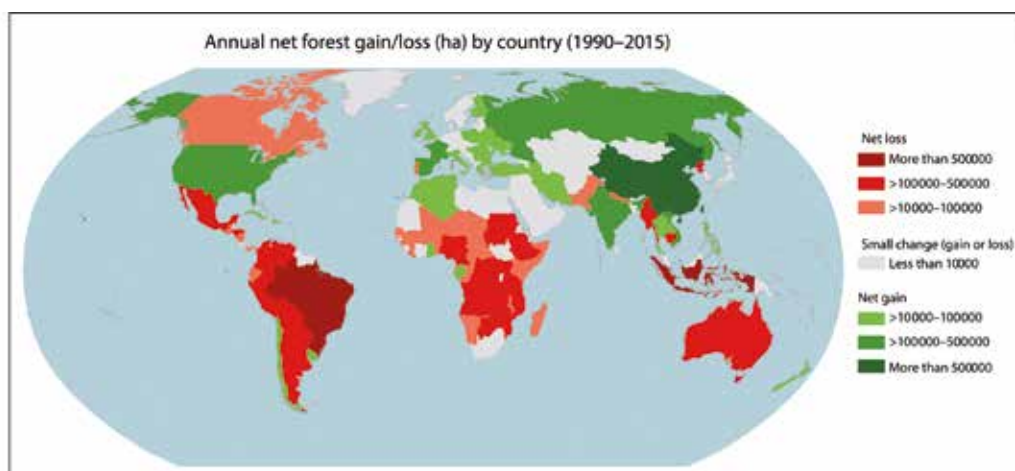 Annual net forest gain/loss (ha) by country (1990–2015)
Net loss
More than 500000
>100000–500000
>10000–100000
Small change (gain or loss)
Less than 10000
Net gain
>10000–100000
>100000–500000
More than 500000